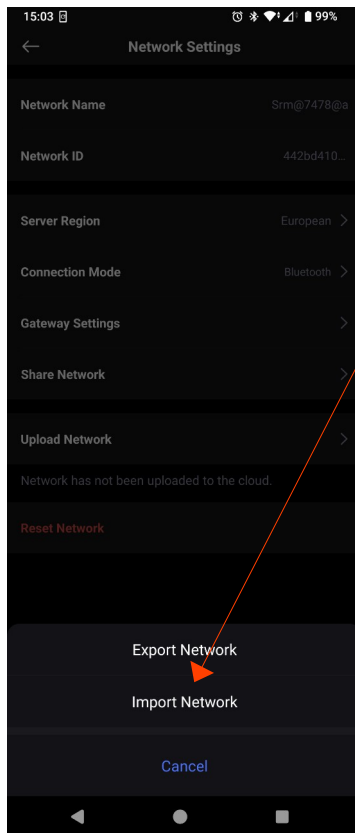 15:03 99%
Network Settings
Network Name Srm@7478@a
Network ID 442bd410...
Server Region European
Connection Mode Bluetooth
Gateway Settings
Share Network
Upload Network
Network has not been uploaded to the cloud.
Reset Network
Export Network
Import Network
Cancel